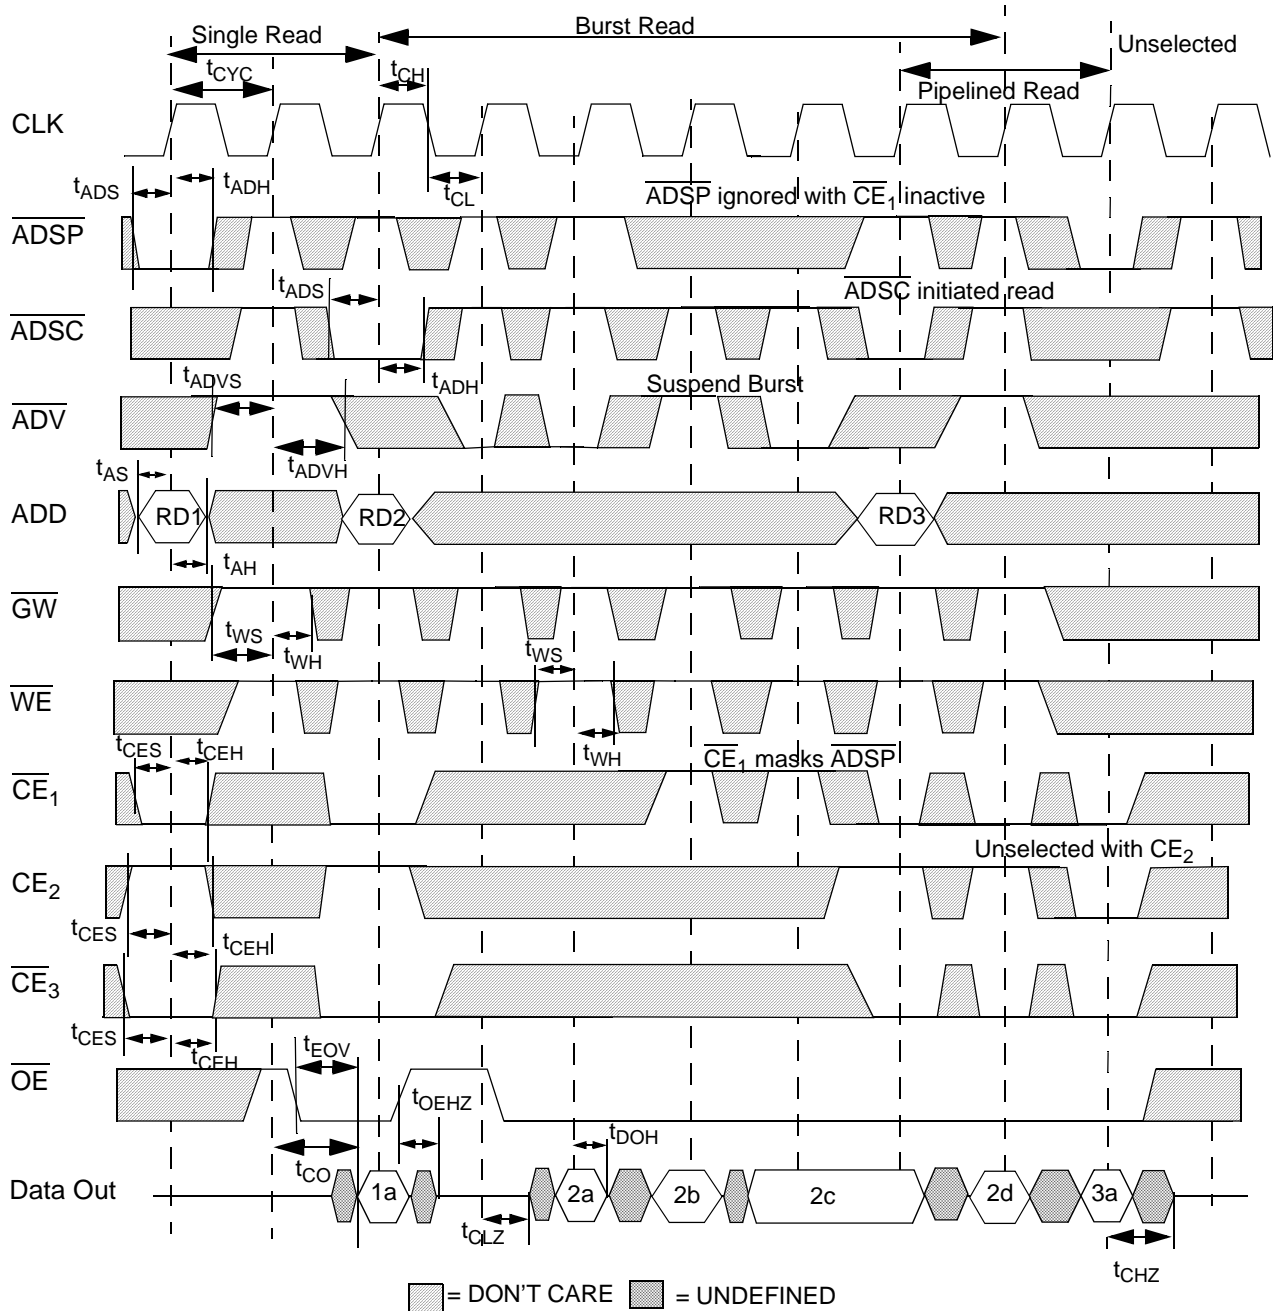 Single Read
Burst Read
Unselected
tCYC
tCH
Pipelined Read
CLK
tADS
tADH
tCL
ADSP ignored with CE1 inactive
ADSP
tADS
ADSC initiated read
ADSC
tADVS
tADH
Suspend Burst
ADV
tADVH
tAS
ADD
RD1
RD2
RD3
tAH
GW
tWS
tWH
tWS
WE
tCES
tCEH
tWH
CE1 masks ADSP
CE1
Unselected with CE2
CE2
tCES
tCEH
CE3
tCES
tCEH
tEOV
OE
tOEHZ
tDOH
tCO
Data Out
1a
2a
2b
2c
2d
3a
tCLZ
tCHZ
= DON'T CARE
= UNDEFINED